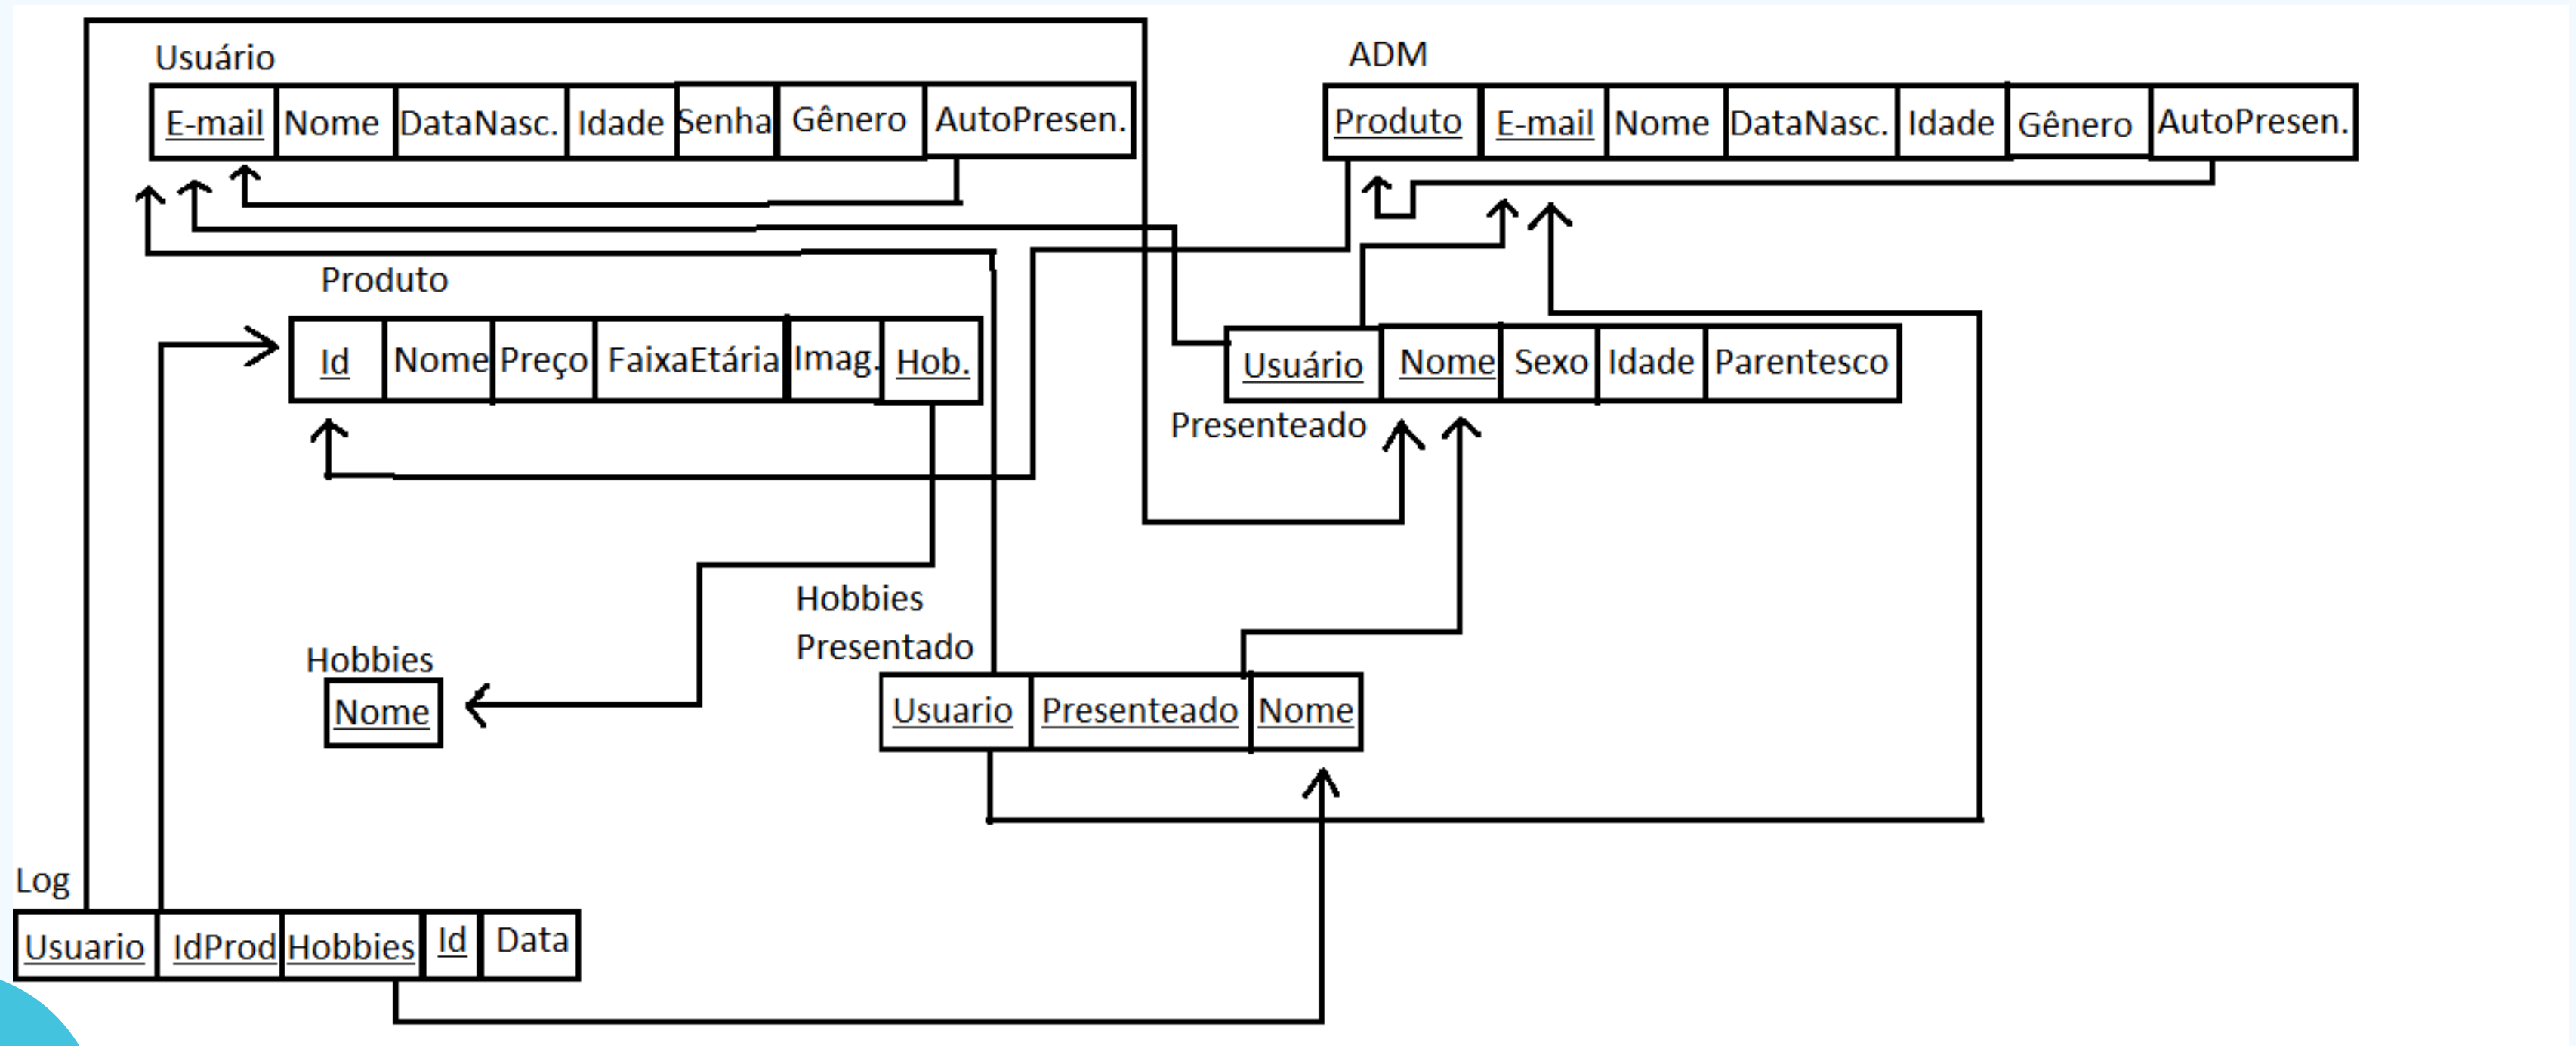 Usuário
E-mail Nome DataNasc. Idade Senha Gênero AutoPresen.
ADM
Produto E-mail Nome DataNasc. Idade Gênero AutoPresen.
Produto
Id Nome Preço FaixaEtária Imag. Hob.
Usuário Nome Sexo Idade Parentesco
Presenteado
Hobbies
Presentado
Usuario Presenteado Nome
Hobbies
Nome
Log
Usuario IdProd Hobbies Id Data